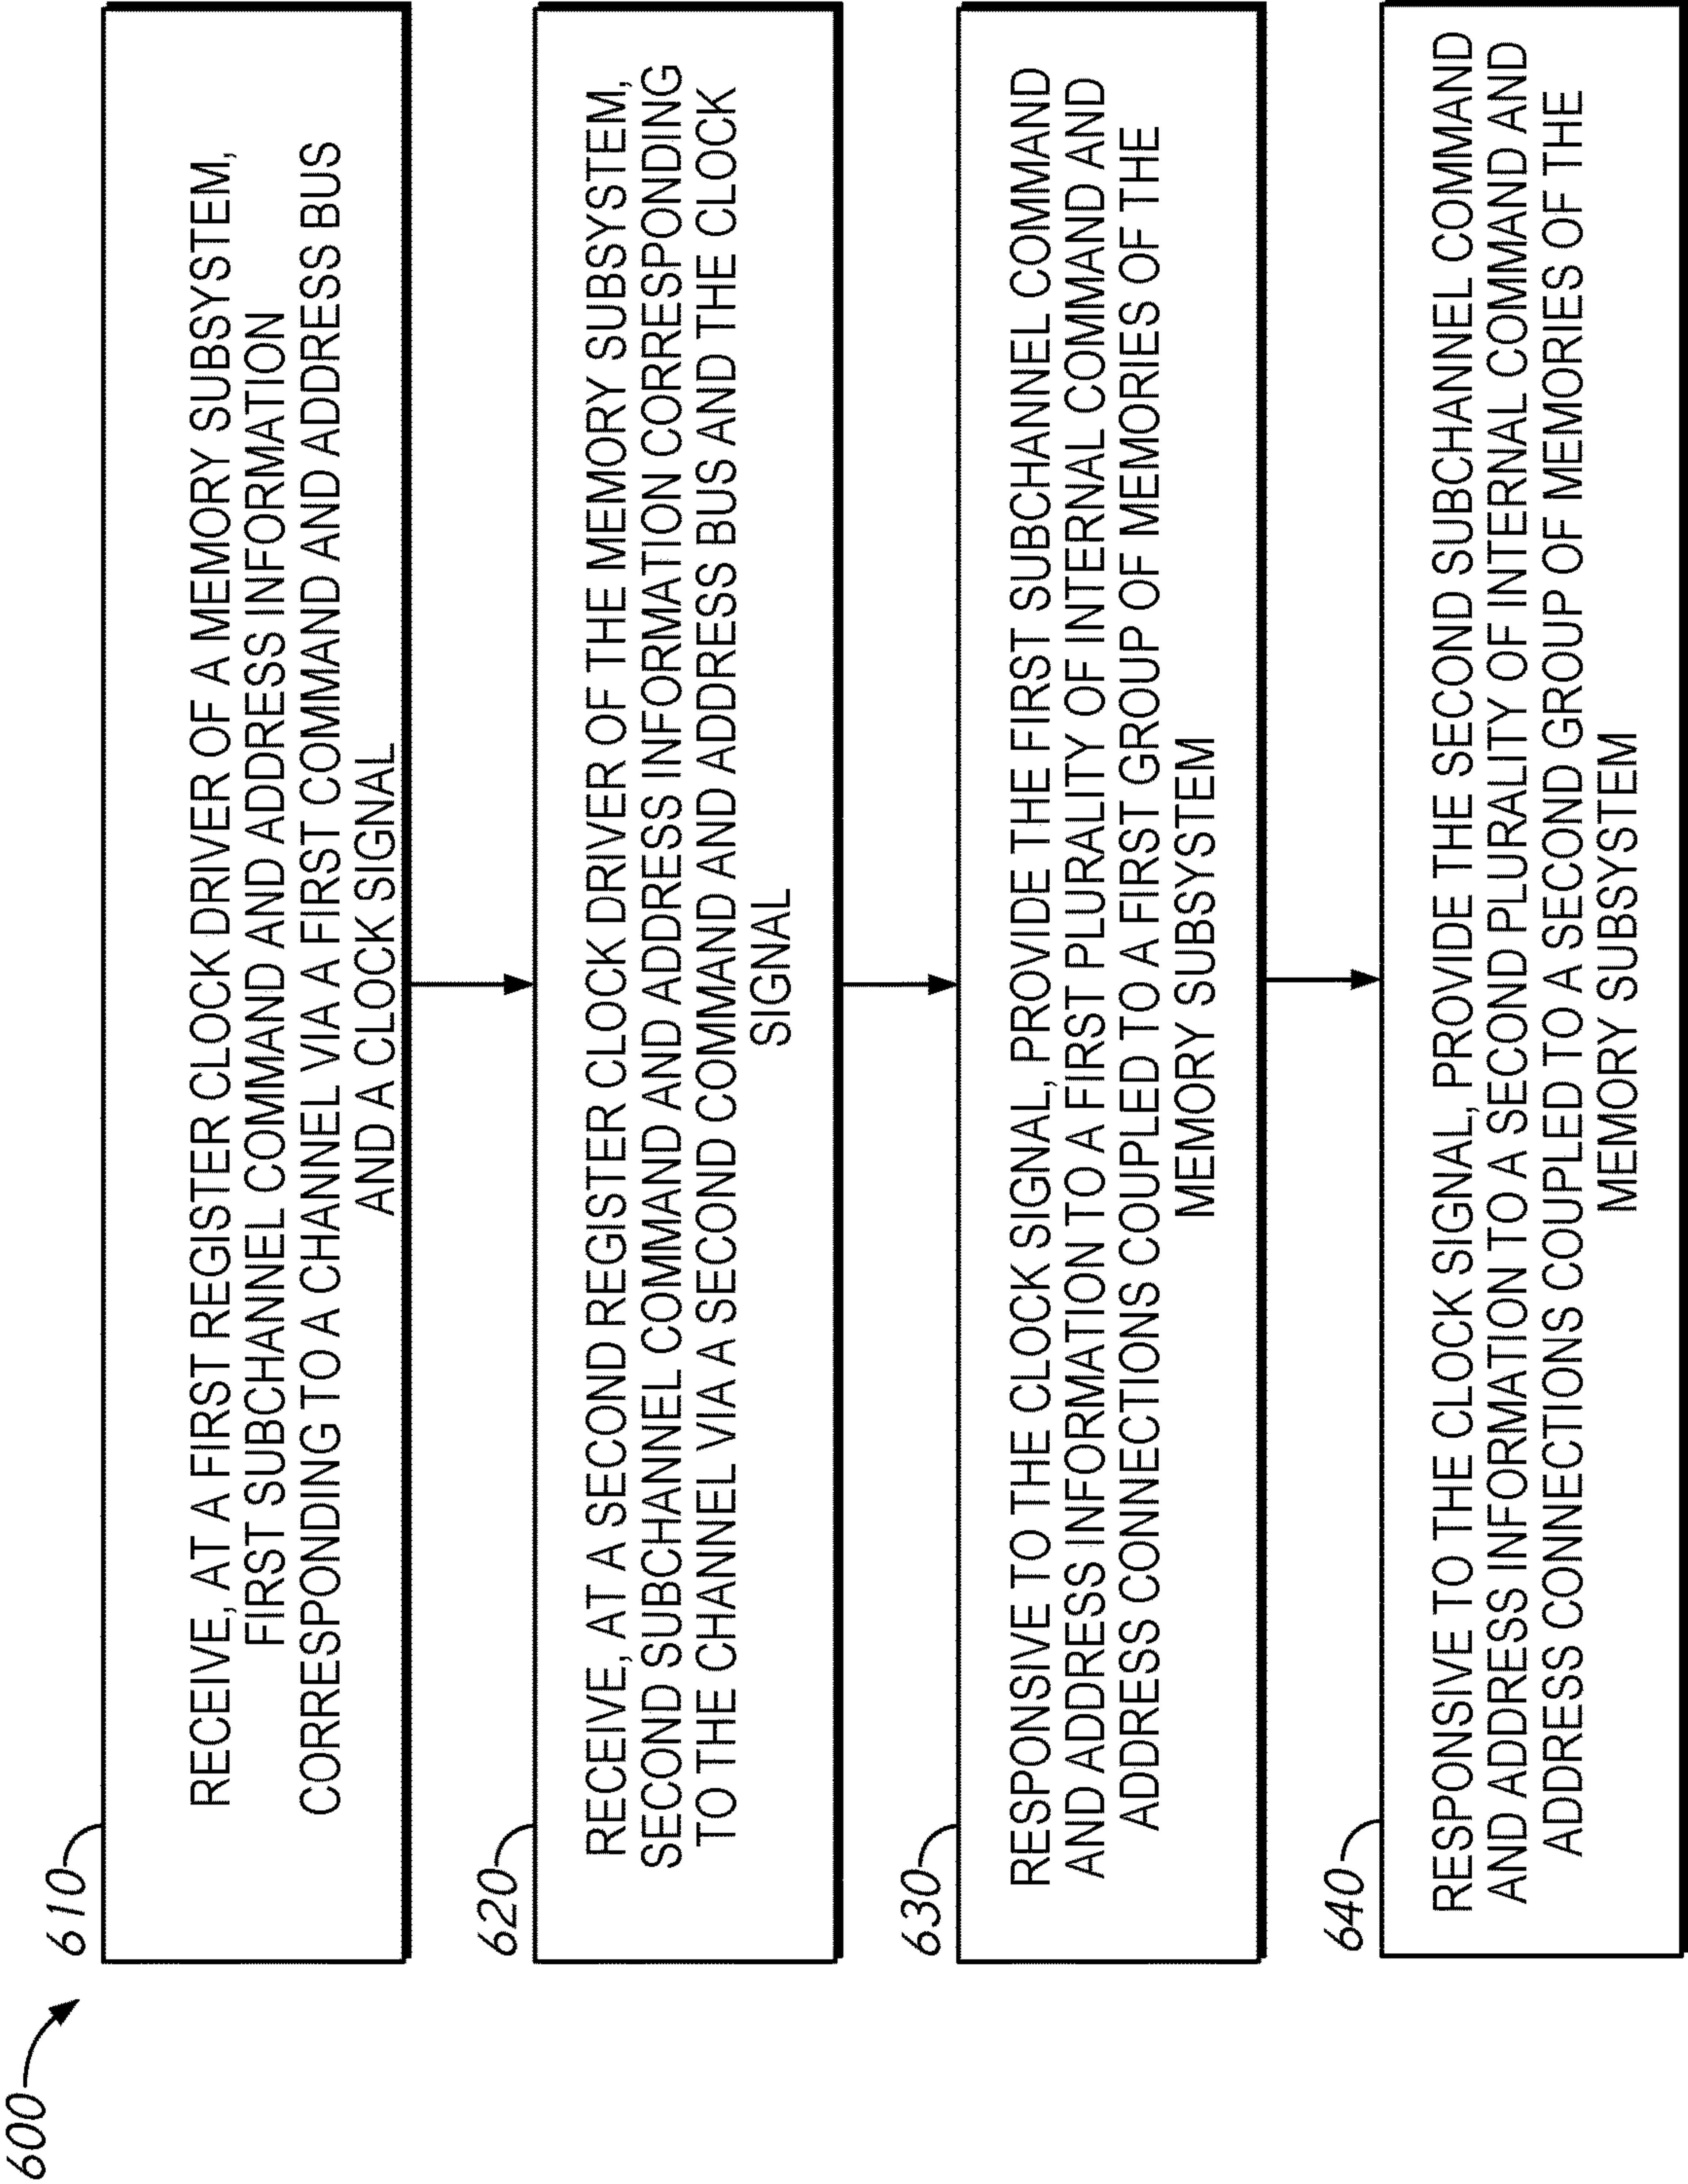 600
610
RECEIVE, AT A FIRST REGISTER CLOCK DRIVER OF A MEMORY SUBSYSTEM,
FIRST SUBCHANNEL COMMAND AND ADDRESS INFORMATION
CORRESPONDING TO A CHANNEL VIA A FIRST COMMAND AND ADDRESS BUS
AND A CLOCK SIGNAL
620
RECEIVE, AT A SECOND REGISTER CLOCK DRIVER OF THE MEMORY SUBSYSTEM,
SECOND SUBCHANNEL COMMAND AND ADDRESS INFORMATION CORRESPONDING
TO THE CHANNEL VIA A SECOND COMMAND AND ADDRESS BUS AND THE CLOCK
SIGNAL
630
RESPONSIVE TO THE CLOCK SIGNAL, PROVIDE THE FIRST SUBCHANNEL COMMAND
AND ADDRESS INFORMATION TO A FIRST PLURALITY OF INTERNAL COMMAND AND
ADDRESS CONNECTIONS COUPLED TO A FIRST GROUP OF MEMORIES OF THE
MEMORY SUBSYSTEM
640
RESPONSIVE TO THE CLOCK SIGNAL, PROVIDE THE SECOND SUBCHANNEL COMMAND
AND ADDRESS INFORMATION TO A SECOND PLURALITY OF INTERNAL COMMAND AND
ADDRESS CONNECTIONS COUPLED TO A SECOND GROUP OF MEMORIES OF THE
MEMORY SUBSYSTEM